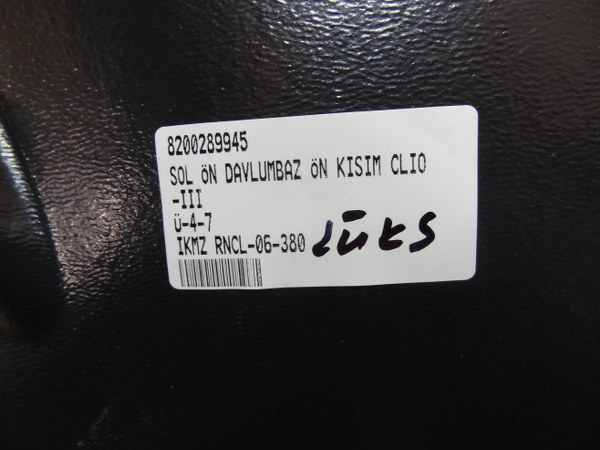 8200289945
SOL öN DAVLUMBAZ öN KISIM CLIO
-III
Ü-4-7
IKMZ RNCL-06-380 LÜKS